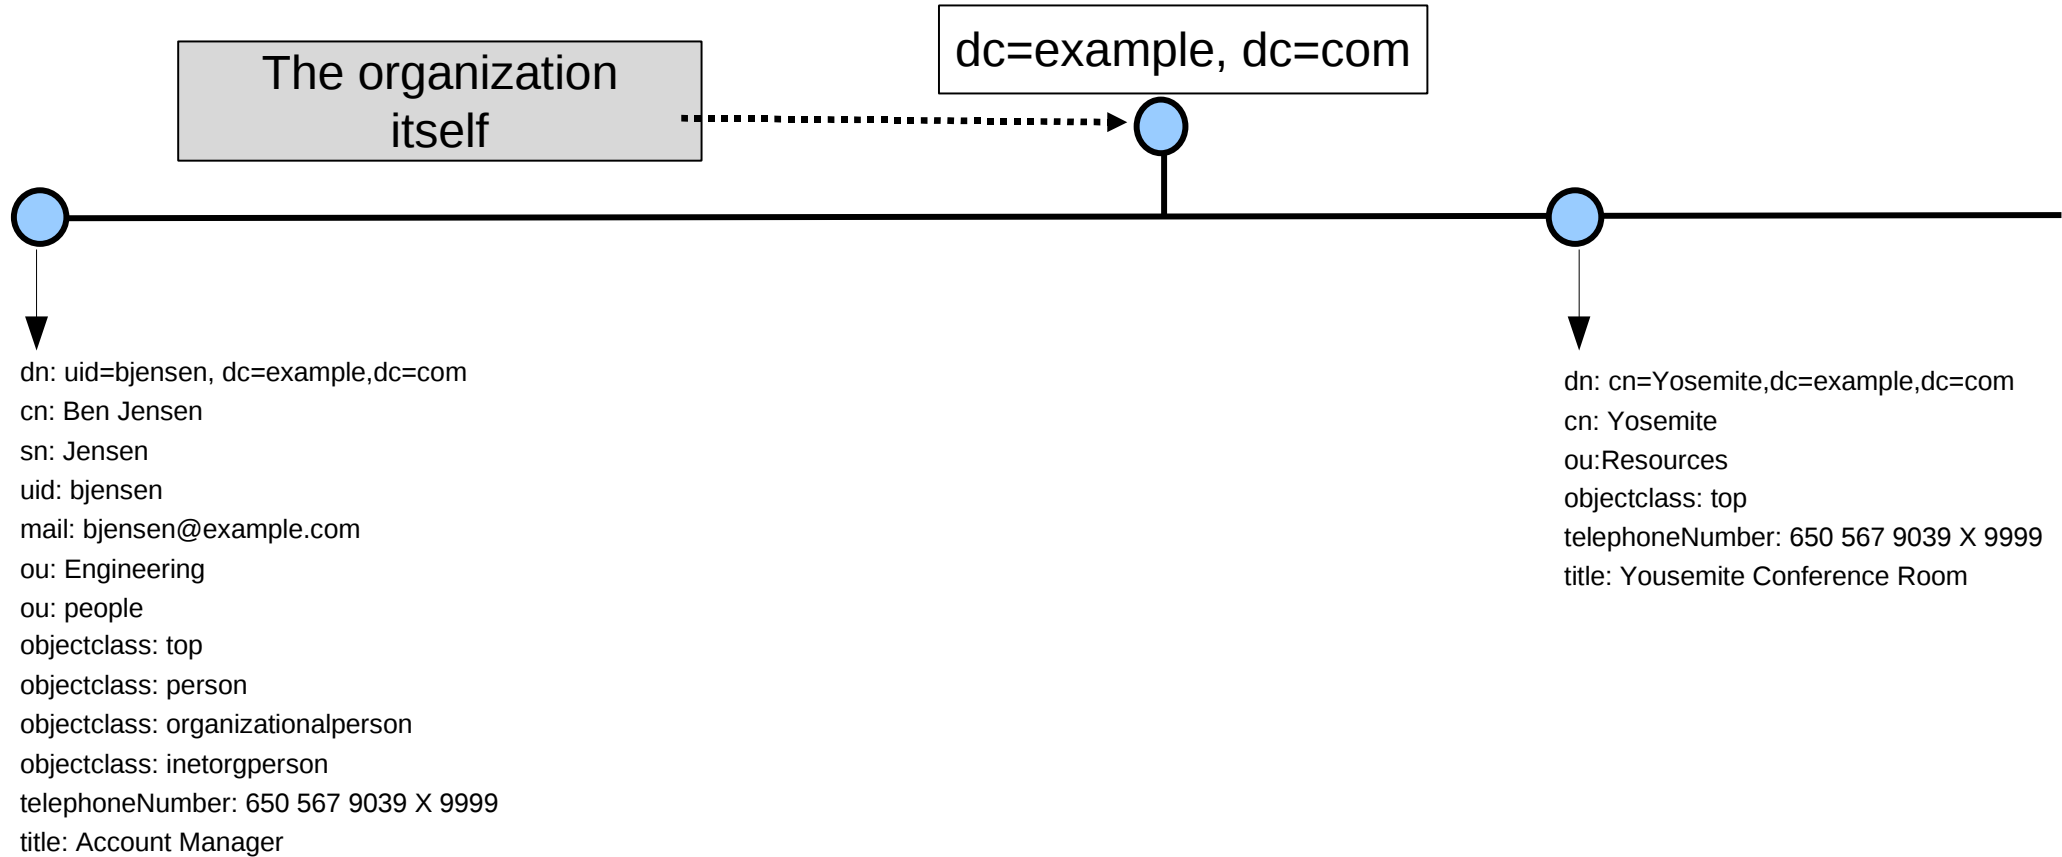 The organization
itself
dc=example, dc=com
dn: uid=bjensen, dc=example,dc=com
cn: Ben Jensen
sn: Jensen
uid: bjensen
mail: bjensen@example.com
ou: Engineering
ou: people
objectclass: top
objectclass: person
objectclass: organizationalperson
objectclass: inetorgperson
telephoneNumber: 650 567 9039 X 9999
title: Account Manager
dn: cn=Yosemite,dc=example,dc=com
cn: Yosemite
ou:Resources
objectclass: top
telephoneNumber: 650 567 9039 X 9999
title: Yousemite Conference Room